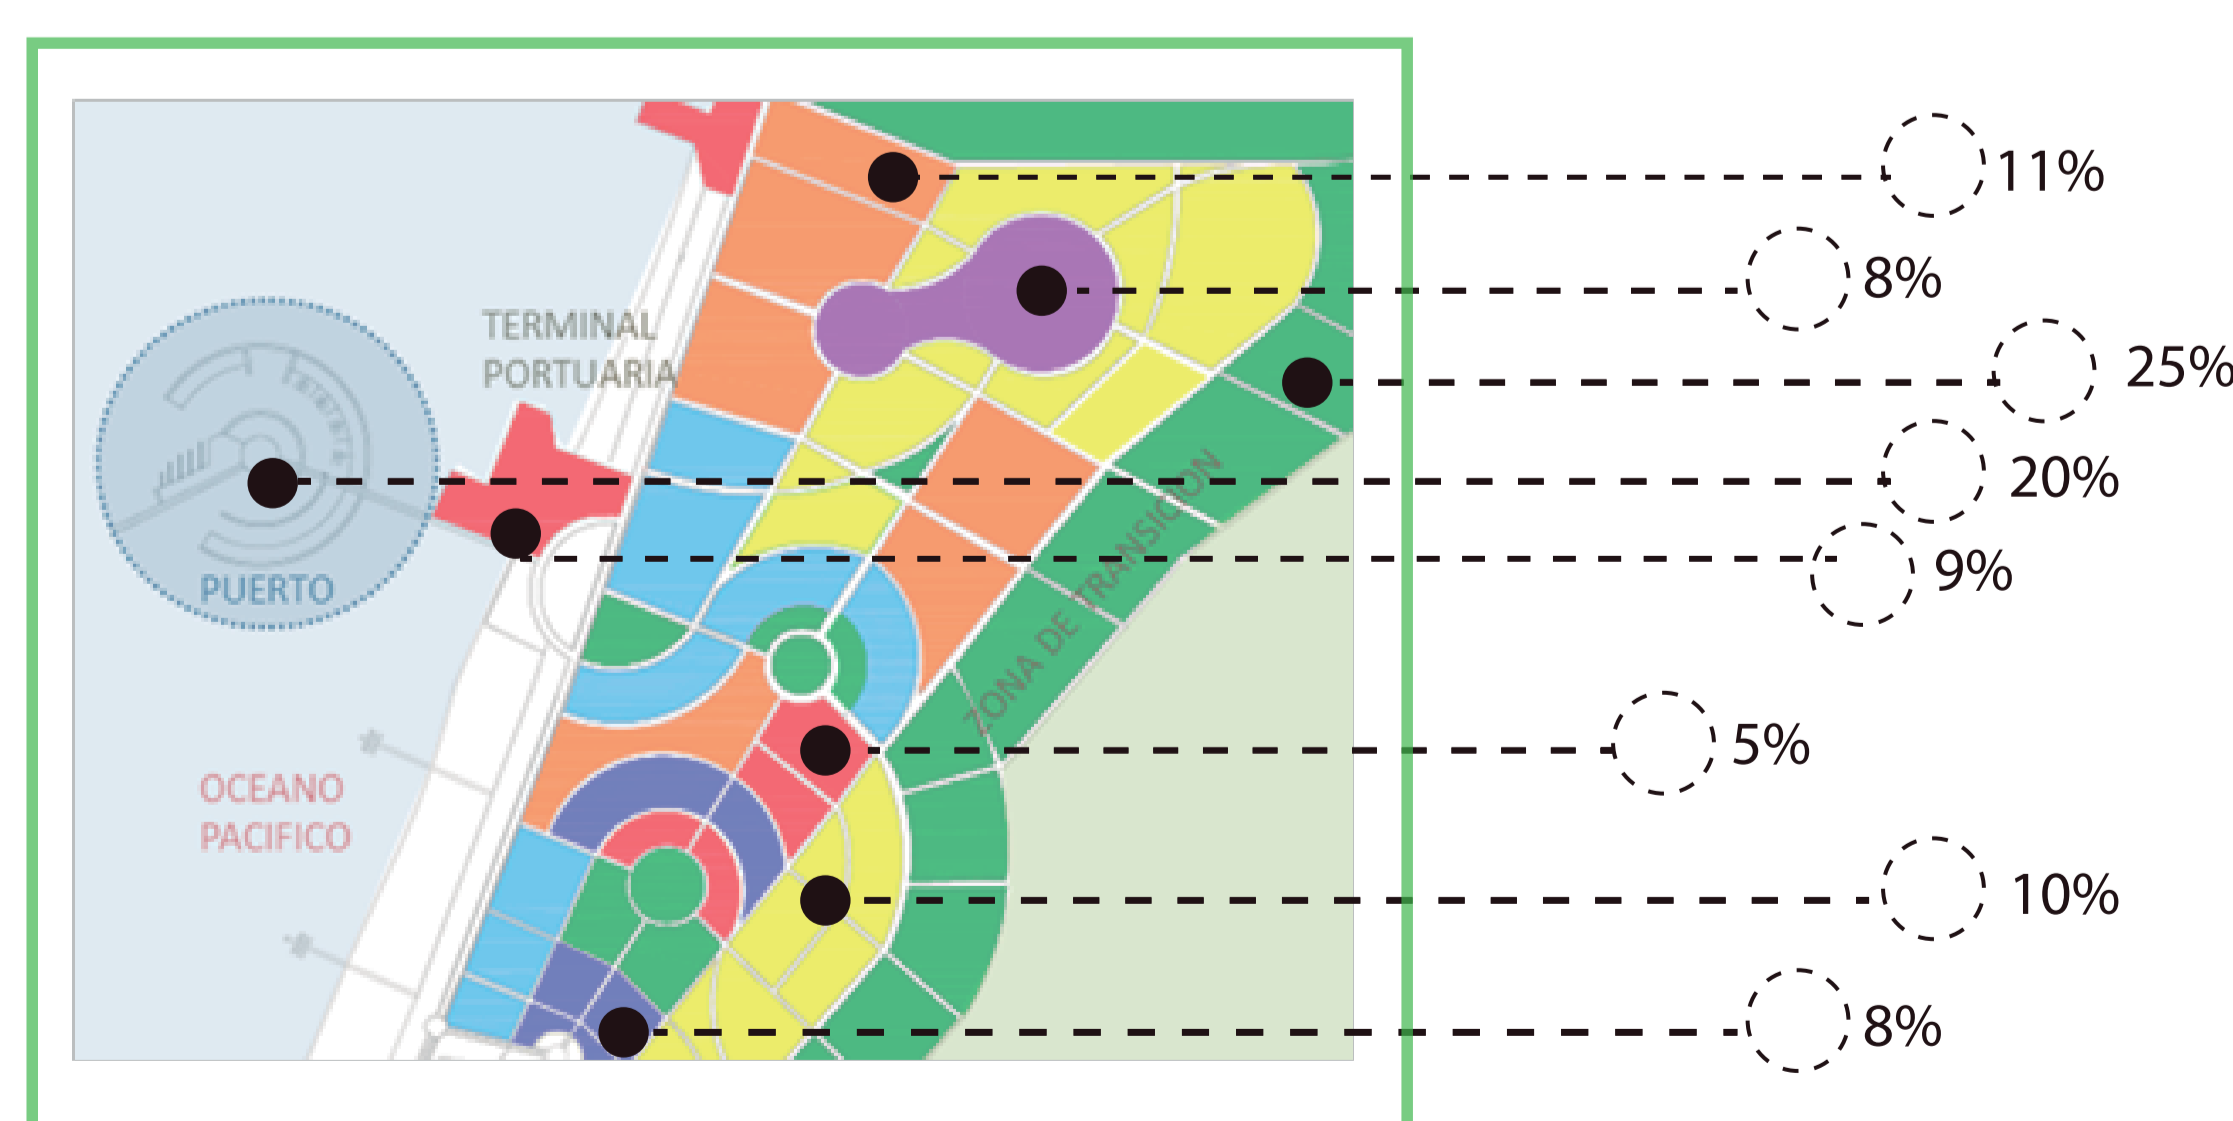 11%
8%
TERMINAL
PORTUARIA
25%
20%
ZONA DE TRANSICION
9%
PUERTO
5%
OCEANO
PACIFICO
10%
8%